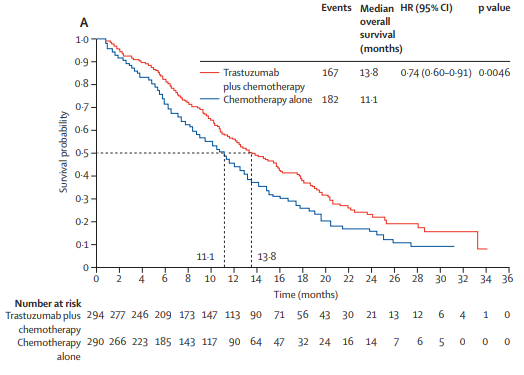 A
Events Median overall survival (months) HR (95% CI) p value
Trastuzumab plus chemotherapy 167 13·8 0·74 (0·60–0·91) 0·0046
Chemotherapy alone 182 11·1
Survival probability
1·0
0·9
0·8
0·7
0·6
0·5
0·4
0·3
0·2
0·1
0
11·1 13·8
0 2 4 6 8 10 12 14 16 18 20 22 24 26 28 30 32 34 36
Time (months)
Number at risk
Trastuzumab plus chemotherapy 294 277 246 209 173 147 113 90 71 56 43 30 21 13 12 6 4 1 0
Chemotherapy alone 290 266 223 185 143 117 90 64 47 32 24 16 14 7 6 5 0 0 0